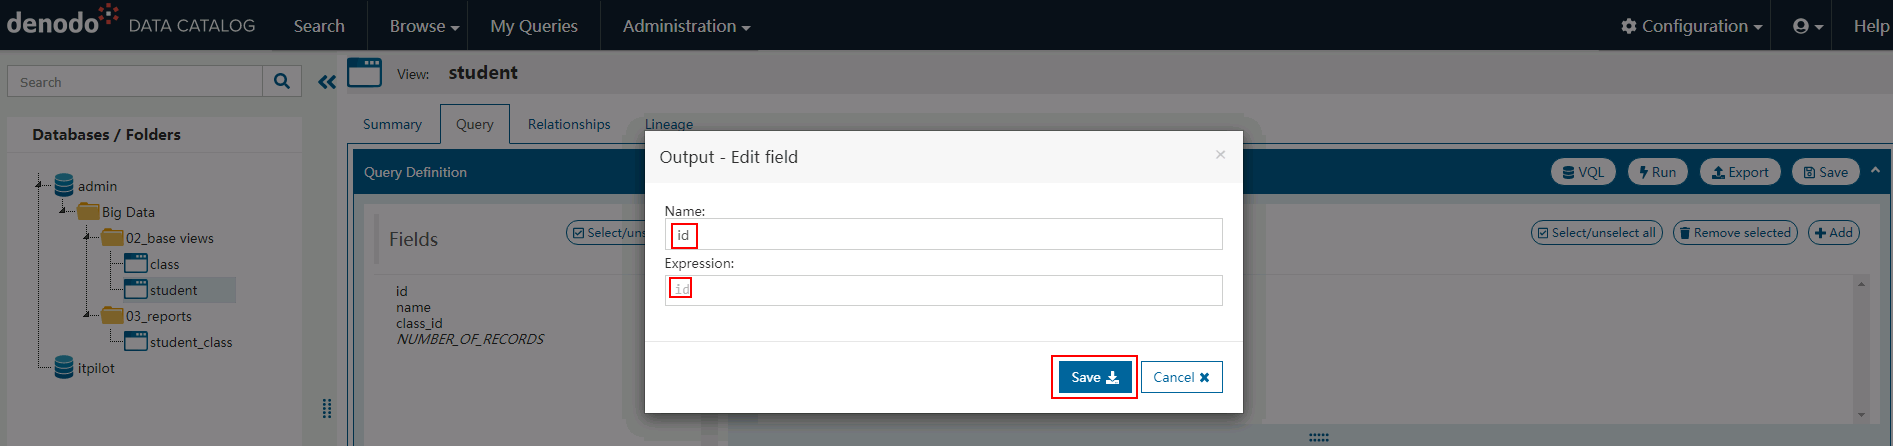 denodo DATA CATALOG Search Browse My Queries Administration Configuration Help
Search
View: student
Summary Query Relationships Lineage
Databases / Folders
admin
Big Data
02_base views
class
student
03_reports
student_class
itpilot
Query Definition VQL Run Export Save
Fields Select/uns Select/unselect all Remove selected Add
id
name
class_id
NUMBER_OF_RECORDS
Output - Edit field ×
Name:
id
Expression:
id
Save Cancel